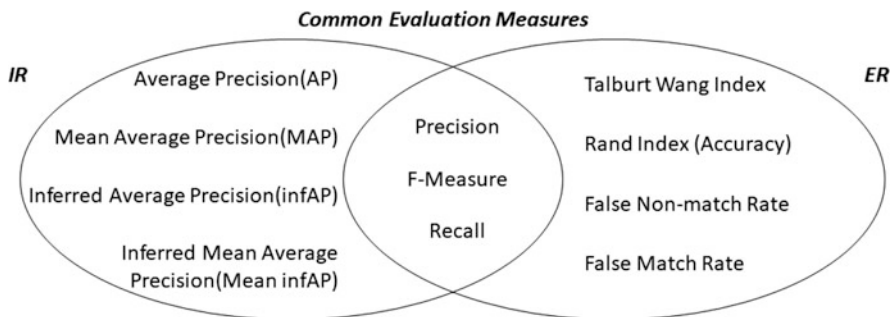 Common Evaluation Measures
IR
ER
Average Precision(AP)
Mean Average Precision(MAP)
Inferred Average Precision(infAP)
Inferred Mean Average
Precision(Mean infAP)
Precision
F-Measure
Recall
Talburt Wang Index
Rand Index (Accuracy)
False Non-match Rate
False Match Rate